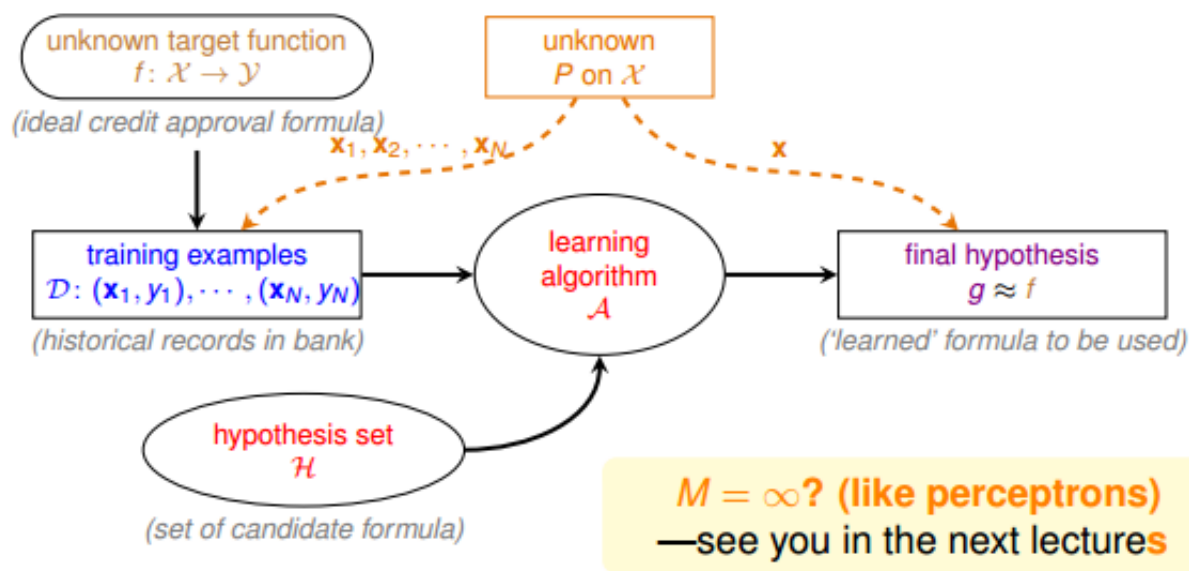 unknown target function
f: 𝒳 → 𝒴
(ideal credit approval formula)
unknown
P on 𝒳
x₁, x₂, ⋯ , x_N
x
training examples
𝒟: (x₁, y₁), ⋯ , (x_N, y_N)
(historical records in bank)
learning
algorithm
𝒜
final hypothesis
g ≈ f
('learned' formula to be used)
hypothesis set
ℋ
(set of candidate formula)
M = ∞? (like perceptrons)
—see you in the next lectures